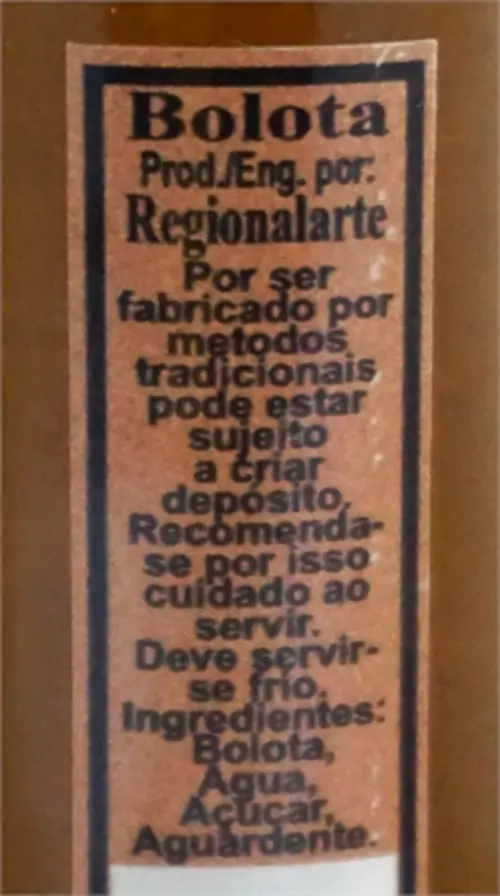 Bolota
Prod./Eng. por:
Regionalarte
Por ser
fabricado por
metodos
tradicionais
pode estar
sujeito
a criar
depósito.
Recomenda-
se por isso
cuidado ao
servir.
Deve servir-
se frio.
Ingredientes:
Bolota,
Água,
Açúcar,
Aguardente.